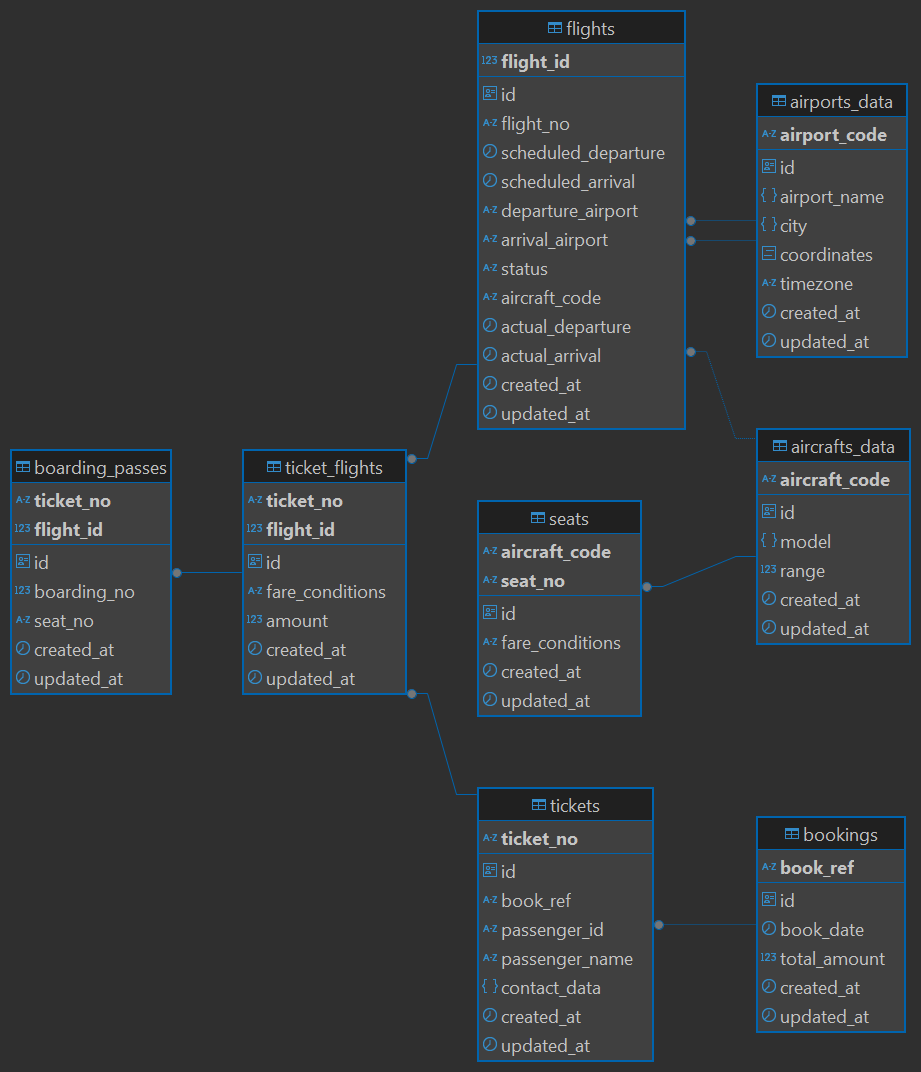 flights
123 flight_id
id
A-Z flight_no
scheduled_departure
scheduled_arrival
A-Z departure_airport
A-Z arrival_airport
A-Z status
A-Z aircraft_code
actual_departure
actual_arrival
created_at
updated_at
airports_data
A-Z airport_code
id
{ } airport_name
{ } city
coordinates
A-Z timezone
created_at
updated_at
aircrafts_data
A-Z aircraft_code
id
{ } model
123 range
created_at
updated_at
boarding_passes
A-Z ticket_no
123 flight_id
id
123 boarding_no
A-Z seat_no
created_at
updated_at
ticket_flights
A-Z ticket_no
123 flight_id
id
A-Z fare_conditions
123 amount
created_at
updated_at
seats
A-Z aircraft_code
A-Z seat_no
id
A-Z fare_conditions
created_at
updated_at
tickets
A-Z ticket_no
id
A-Z book_ref
A-Z passenger_id
A-Z passenger_name
{ } contact_data
created_at
updated_at
bookings
A-Z book_ref
id
book_date
123 total_amount
created_at
updated_at